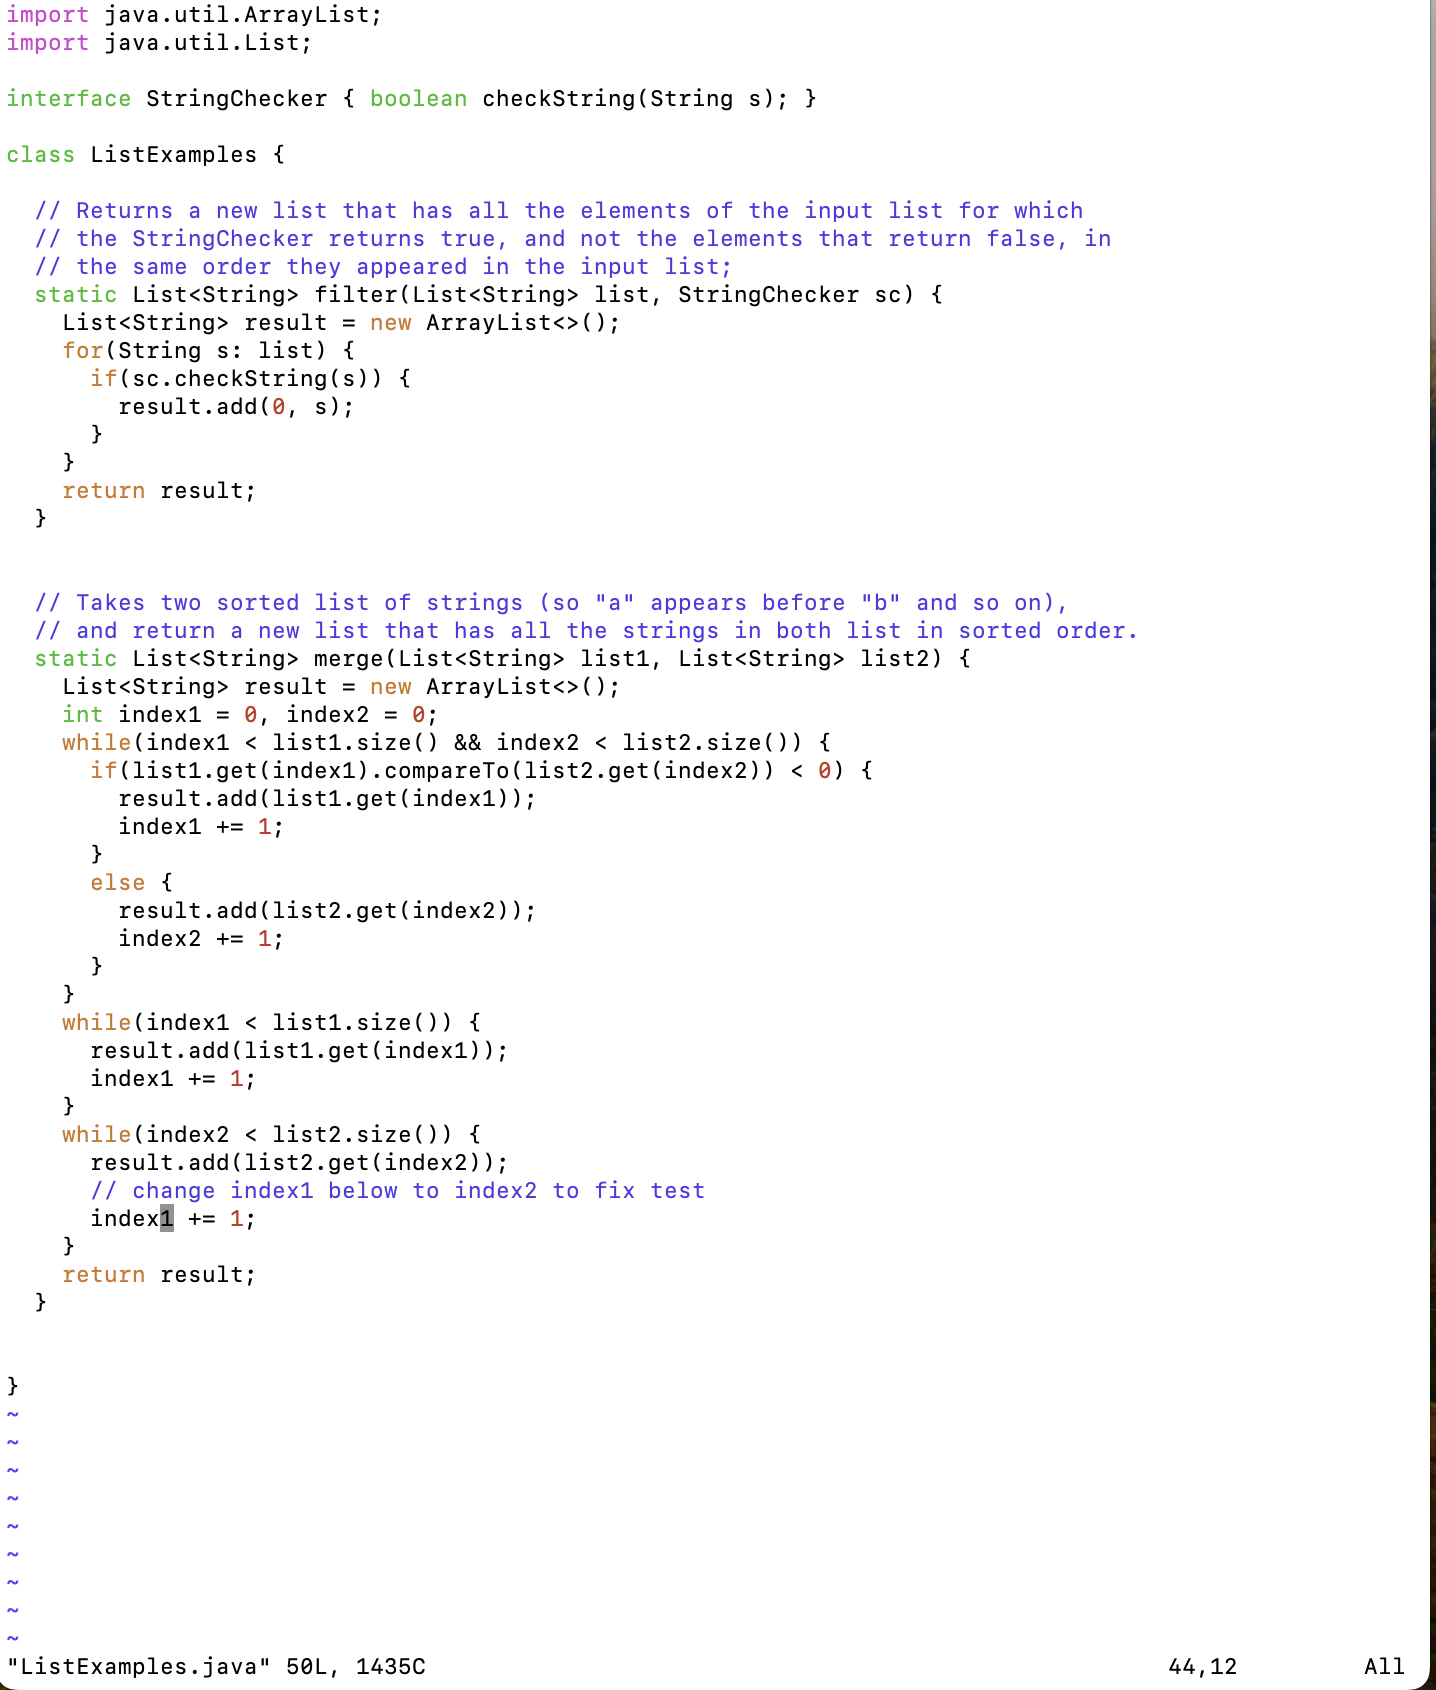 import java.util.ArrayList;
import java.util.List;

interface StringChecker { boolean checkString(String s); }

class ListExamples {

  // Returns a new list that has all the elements of the input list for which
  // the StringChecker returns true, and not the elements that return false, in
  // the same order they appeared in the input list;
  static List<String> filter(List<String> list, StringChecker sc) {
    List<String> result = new ArrayList<>();
    for(String s: list) {
      if(sc.checkString(s)) {
        result.add(0, s);
      }
    }
    return result;
  }


  // Takes two sorted list of strings (so "a" appears before "b" and so on),
  // and return a new list that has all the strings in both list in sorted order.
  static List<String> merge(List<String> list1, List<String> list2) {
    List<String> result = new ArrayList<>();
    int index1 = 0, index2 = 0;
    while(index1 < list1.size() && index2 < list2.size()) {
      if(list1.get(index1).compareTo(list2.get(index2)) < 0) {
        result.add(list1.get(index1));
        index1 += 1;
      }
      else {
        result.add(list2.get(index2));
        index2 += 1;
      }
    }
    while(index1 < list1.size()) {
      result.add(list1.get(index1));
      index1 += 1;
    }
    while(index2 < list2.size()) {
      result.add(list2.get(index2));
      // change index1 below to index2 to fix test
      index1 += 1;
    }
    return result;
  }


}
~
~
~
~
~
~
~
~
~
"ListExamples.java" 50L, 1435C 44,12 All